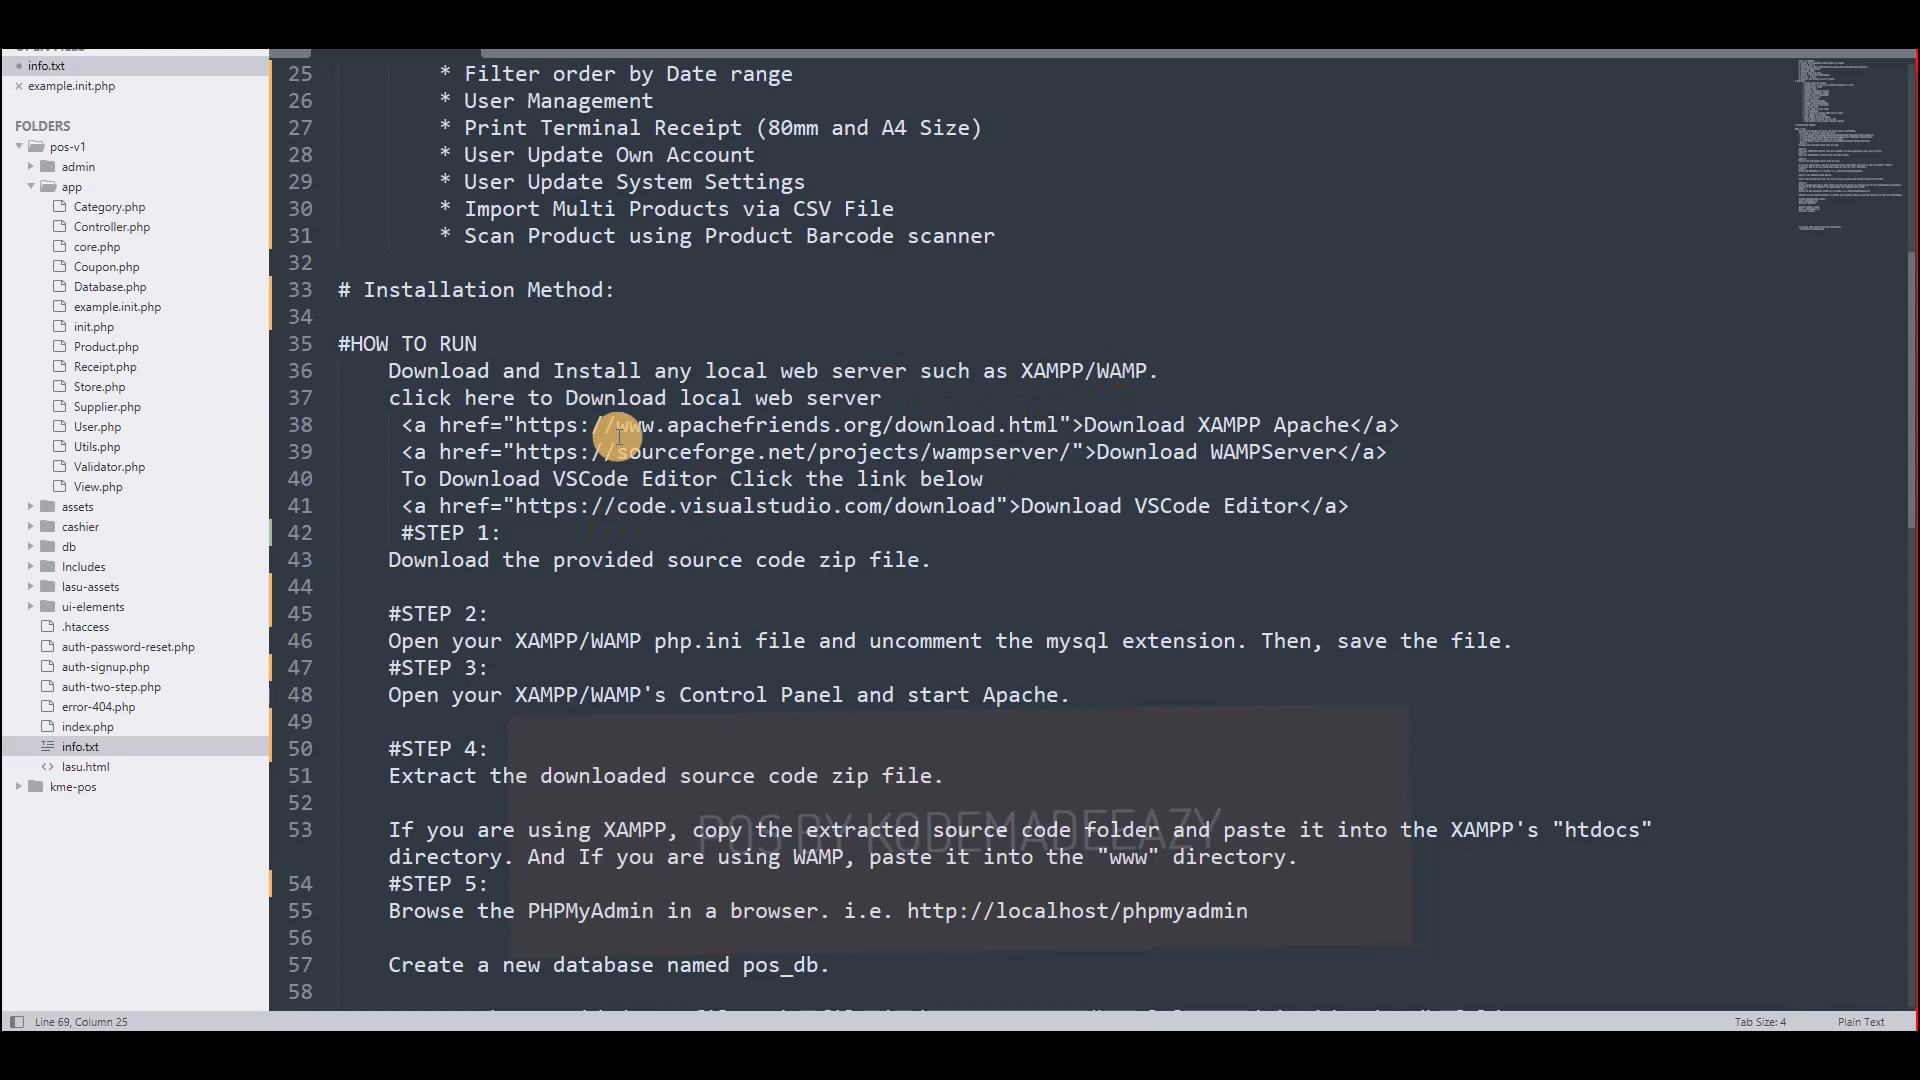 info.txt
example.init.php
FOLDERS
pos-v1
admin
app
Category.php
Controller.php
core.php
Coupon.php
Database.php
example.init.php
init.php
Product.php
Receipt.php
Store.php
Supplier.php
User.php
Utils.php
Validator.php
View.php
assets
cashier
db
Includes
lasu-assets
ui-elements
.htaccess
auth-password-reset.php
auth-signup.php
auth-two-step.php
error-404.php
index.php
info.txt
lasu.html
kme-pos
25 * Filter order by Date range
26 * User Management
27 * Print Terminal Receipt (80mm and A4 Size)
28 * User Update Own Account
29 * User Update System Settings
30 * Import Multi Products via CSV File
31 * Scan Product using Product Barcode scanner
32
33 # Installation Method:
34
35 #HOW TO RUN
36 Download and Install any local web server such as XAMPP/WAMP.
37 click here to Download local web server
38 <a href="https://www.apachefriends.org/download.html">Download XAMPP Apache</a>
39 <a href="https://sourceforge.net/projects/wampserver/">Download WAMPServer</a>
40 To Download VSCode Editor Click the link below
41 <a href="https://code.visualstudio.com/download">Download VSCode Editor</a>
42 #STEP 1:
43 Download the provided source code zip file.
44
45 #STEP 2:
46 Open your XAMPP/WAMP php.ini file and uncomment the mysql extension. Then, save the file.
47 #STEP 3:
48 Open your XAMPP/WAMP's Control Panel and start Apache.
49
50 #STEP 4:
51 Extract the downloaded source code zip file.
52
53 If you are using XAMPP, copy the extracted source code folder and paste it into the XAMPP's "htdocs"
directory. And If you are using WAMP, paste it into the "www" directory.
POS BY KODEMADEEAZY
54 #STEP 5:
55 Browse the PHPMyAdmin in a browser. i.e. http://localhost/phpmyadmin
56
57 Create a new database named pos_db.
58
Line 69, Column 25
Tab Size: 4
Plain Text